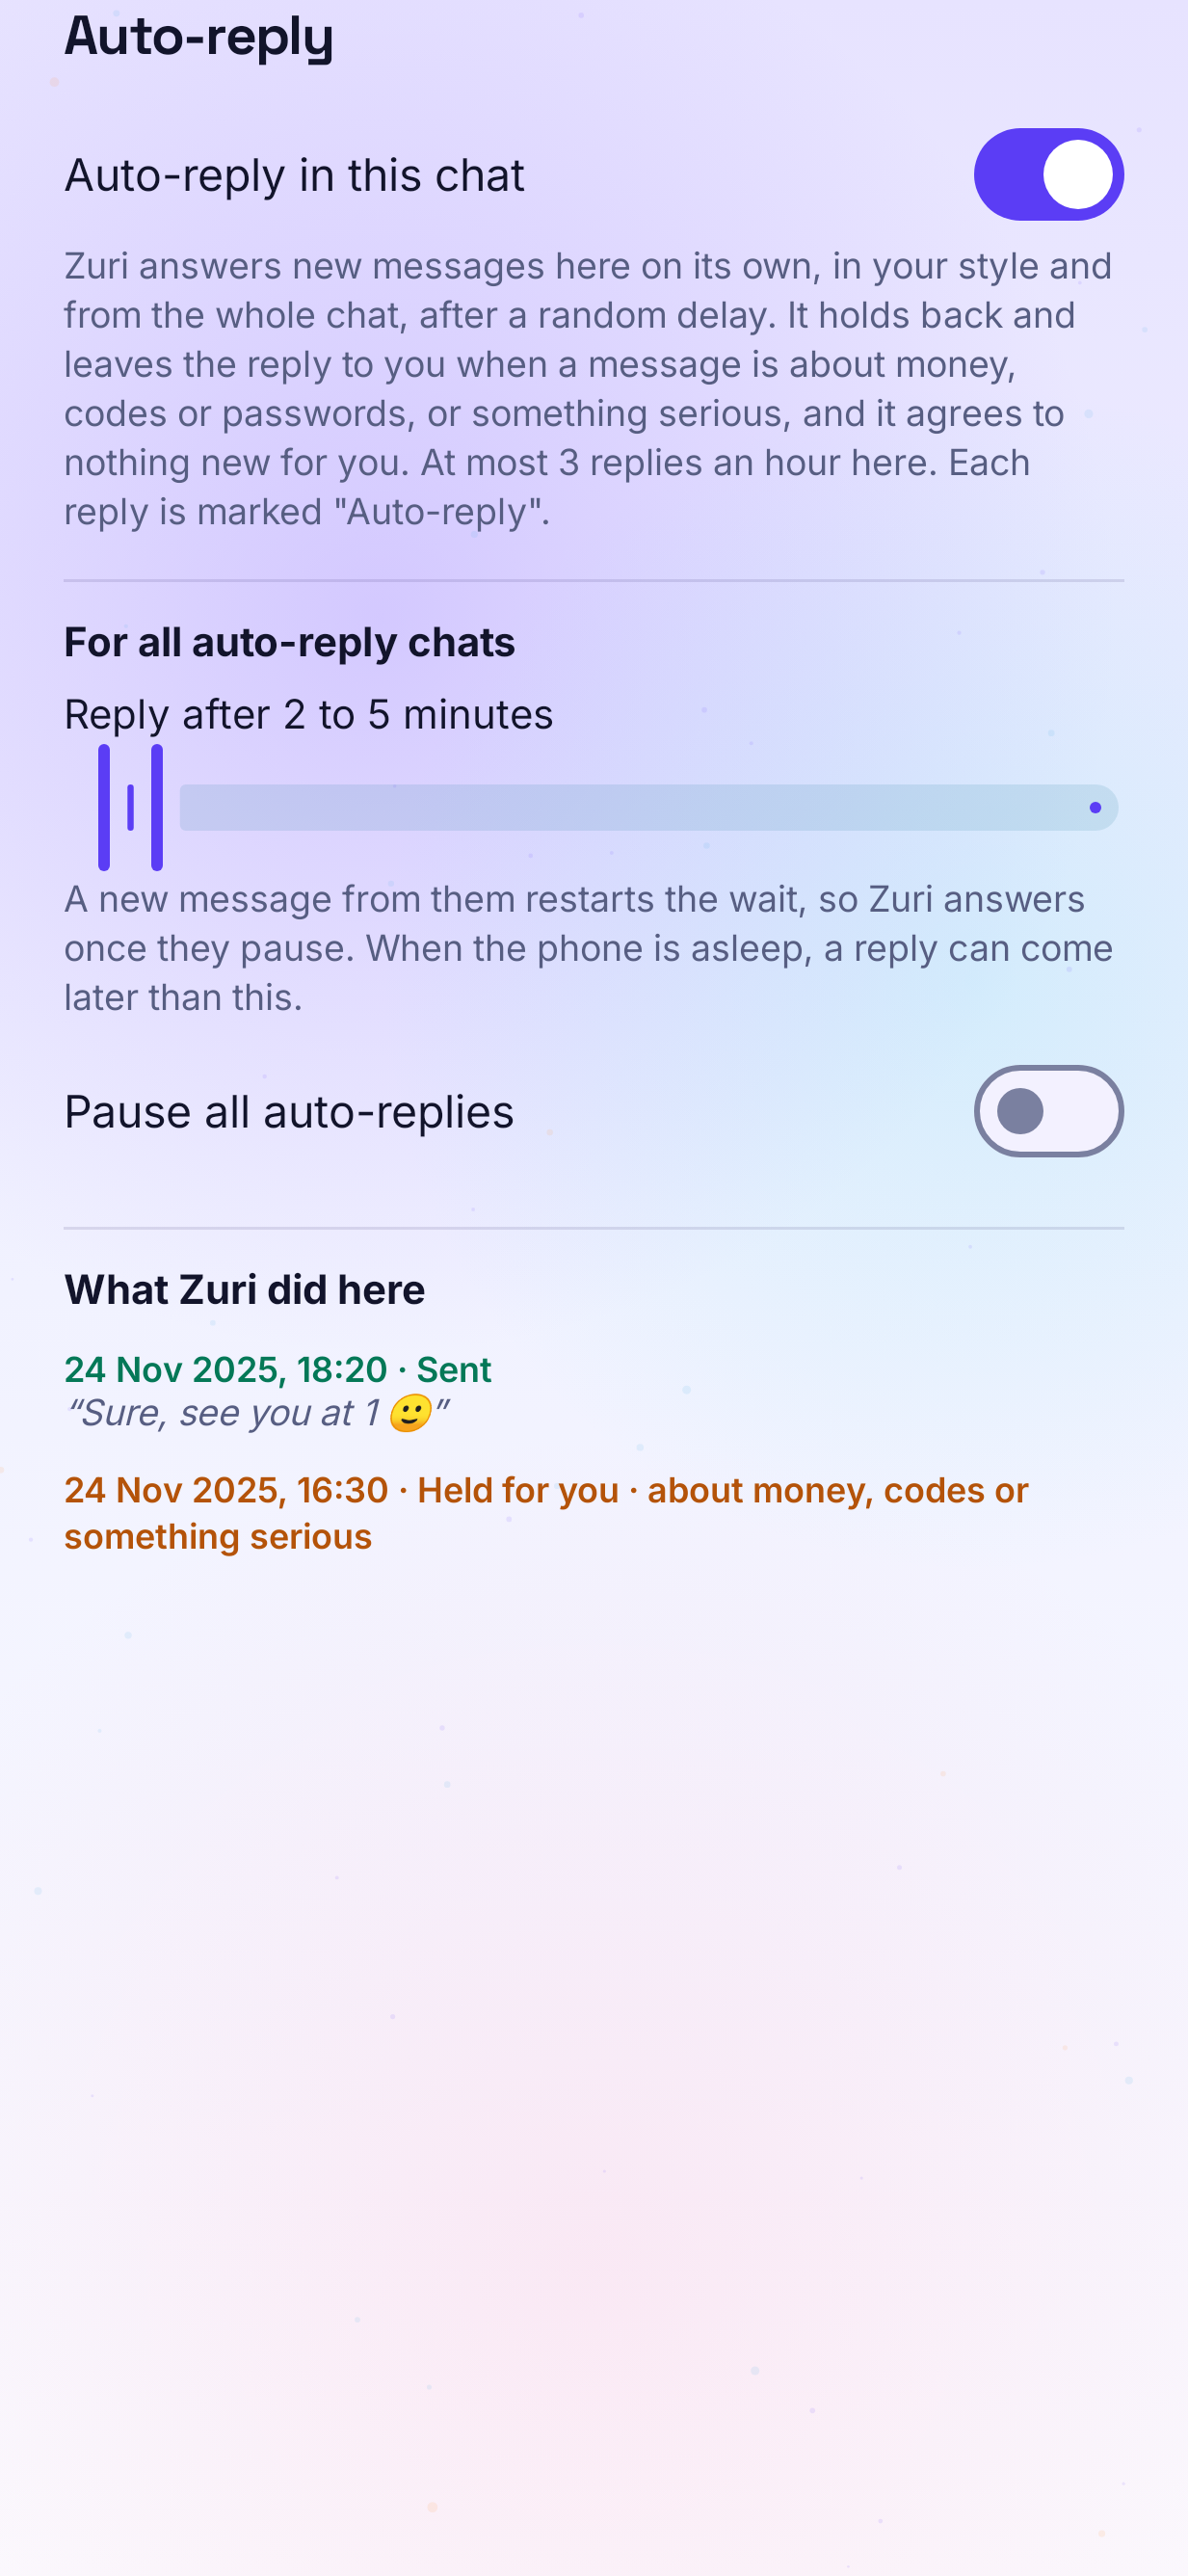 Auto-reply
Auto-reply in this chat
Zuri answers new messages here on its own, in your style and
from the whole chat, after a random delay. It holds back and
leaves the reply to you when a message is about money,
codes or passwords, or something serious, and it agrees to
nothing new for you. At most 3 replies an hour here. Each
reply is marked "Auto-reply".
For all auto-reply chats
Reply after 2 to 5 minutes
A new message from them restarts the wait, so Zuri answers
once they pause. When the phone is asleep, a reply can come
later than this.
Pause all auto-replies
What Zuri did here
24 Nov 2025, 18:20 · Sent
“Sure, see you at 1 🙂”
24 Nov 2025, 16:30 · Held for you · about money, codes or
something serious